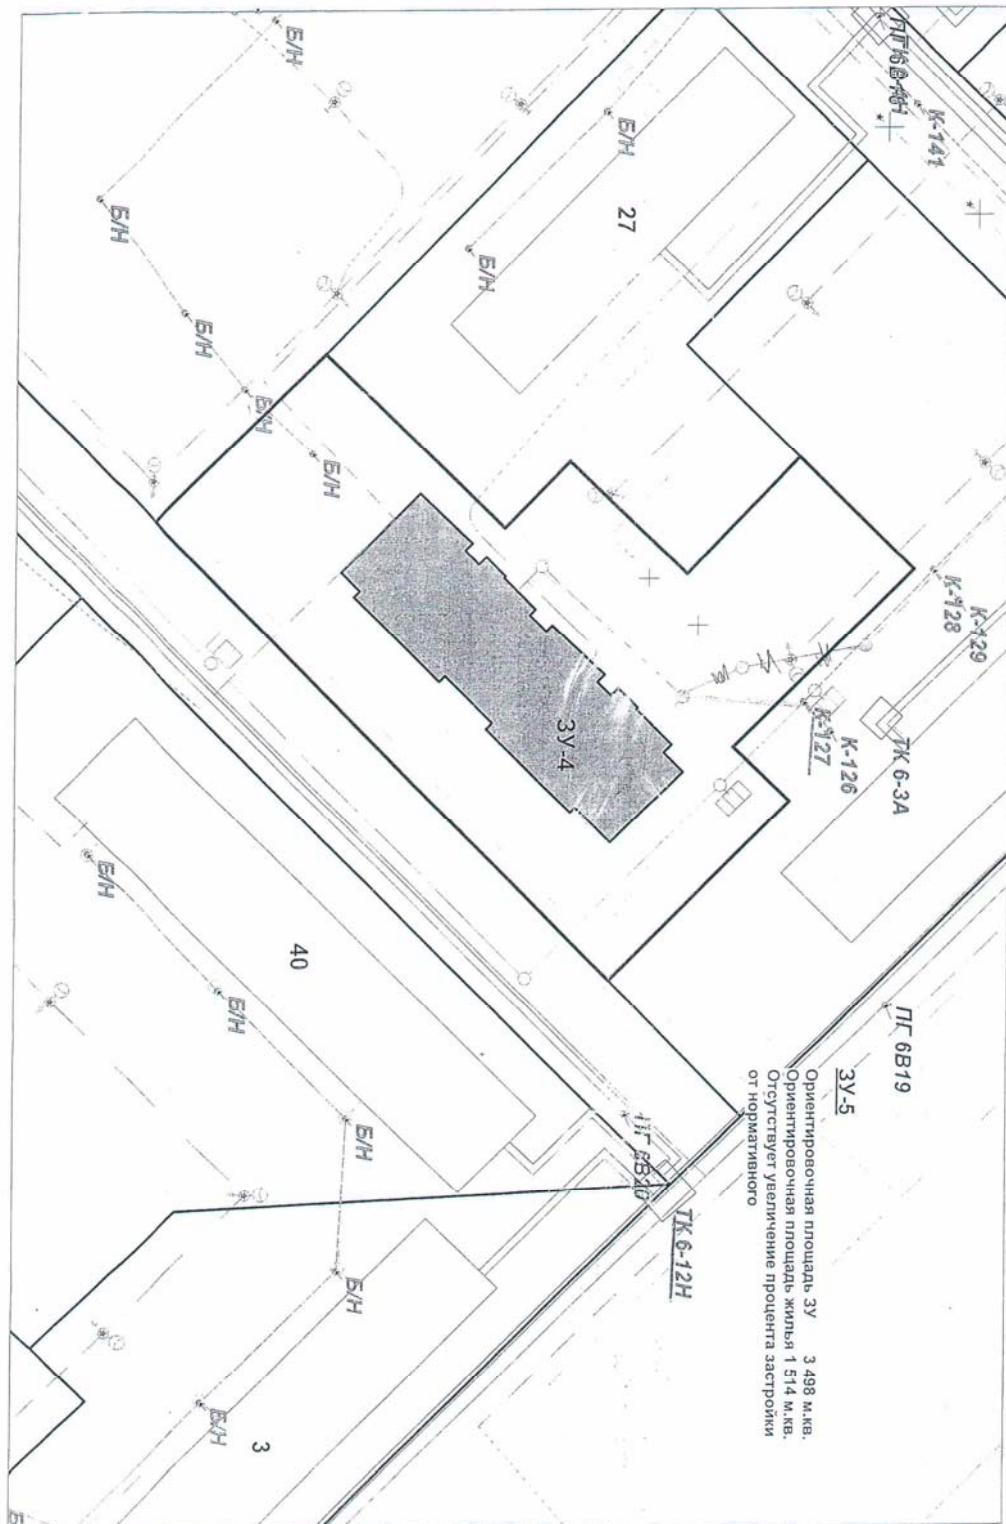 Б/Н
Б/Н
Б/Н
Б/Н
Б/Н
Б/Н
Б/Н
27
К-141
К-129
К-128
К-126
К-127
ТК 6-3А
ЗУ-4
ПГ 6В19
ЗУ-5
Ориентировочная площадь ЗУ 3 498 м.кв.
Ориентировочная площадь жилья 1 514 м.кв.
Отсутствует увеличение процента застройки
от нормативного
40
Б/Н
Б/Н
Б/Н
Б/Н
Б/Н
ПГ 6В20
ТК 6-12Н
3